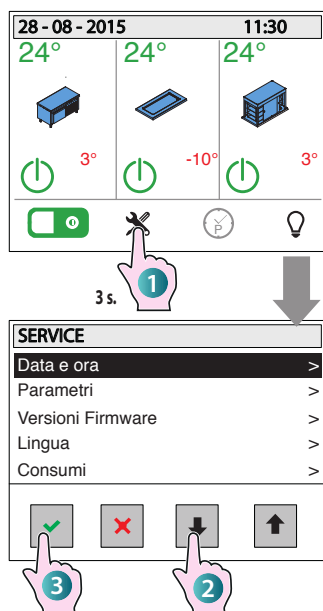 28 - 08 - 2015 11:30
24° 24° 24°
3° -10° 3°
P
1
3 s.
SERVICE
Data e ora >
Parametri >
Versioni Firmware >
Lingua >
Consumi >
3 2